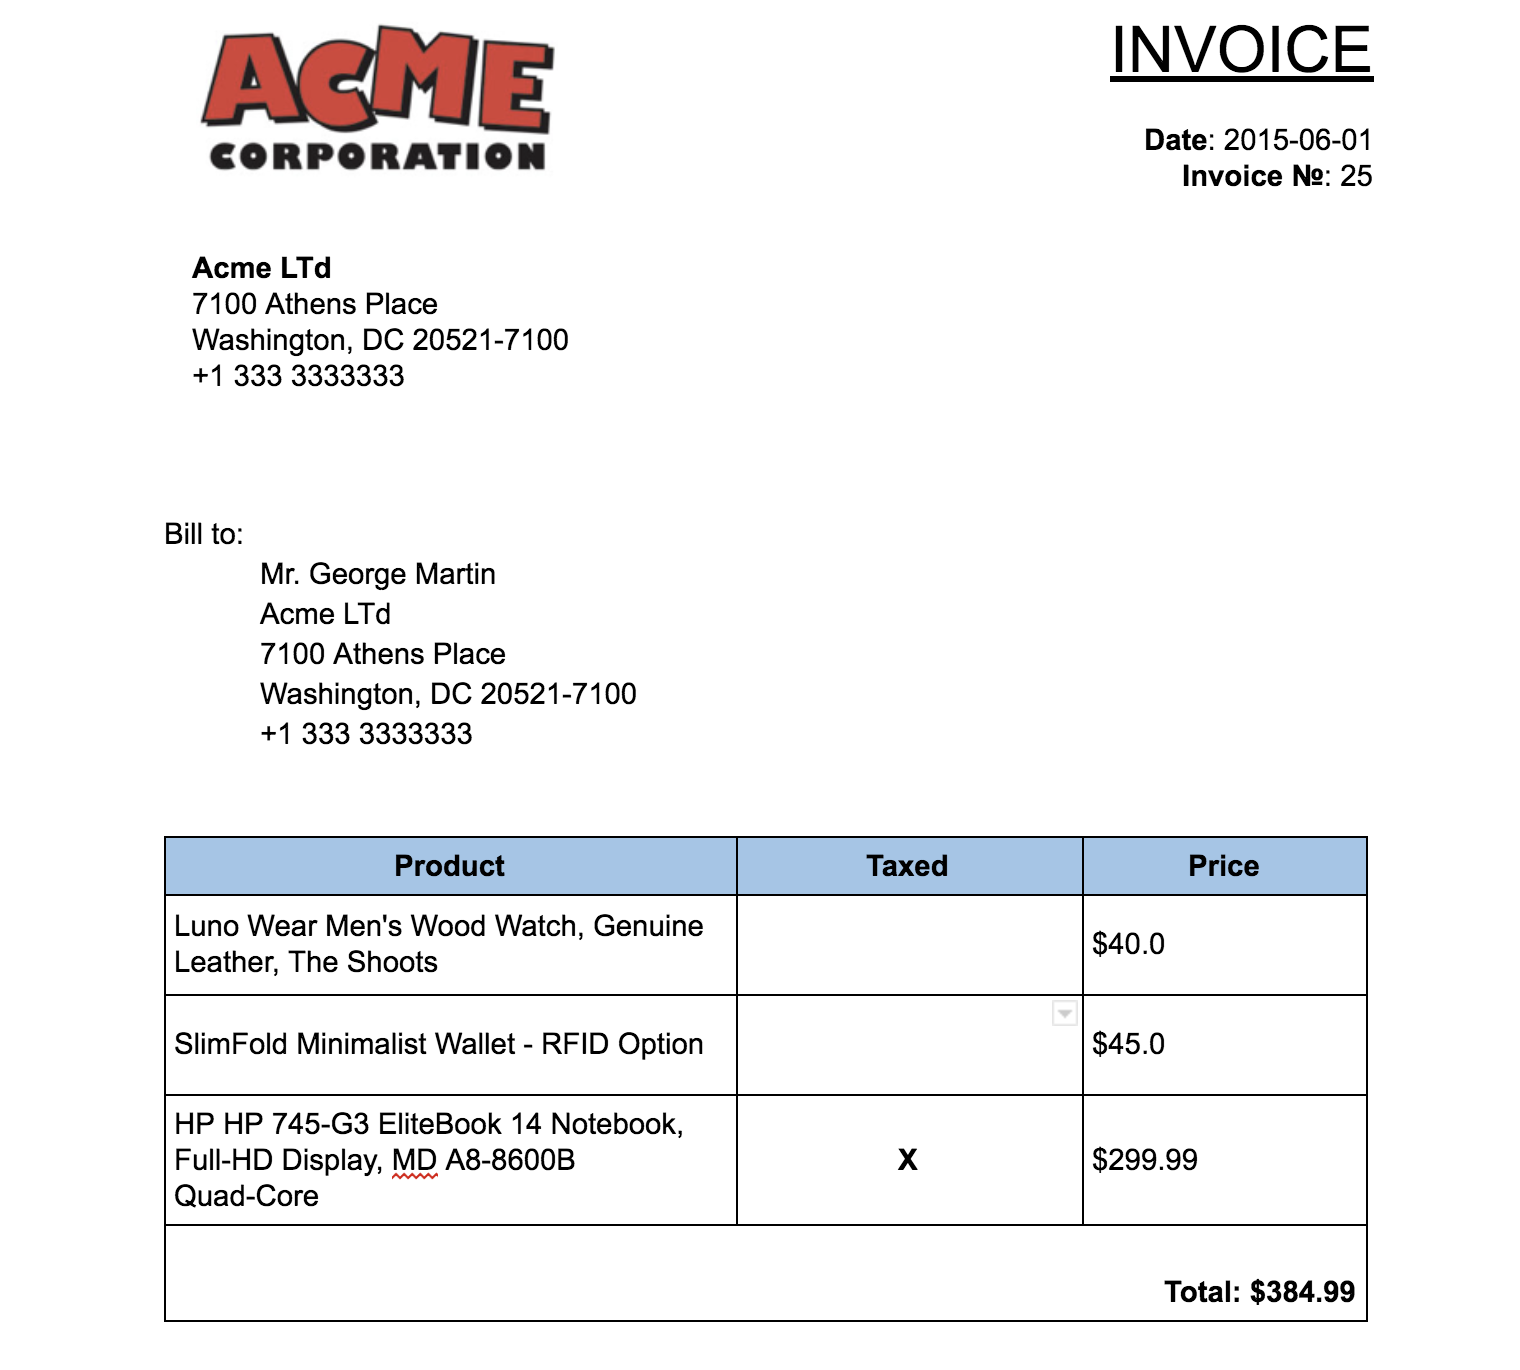 ACME
CORPORATION
INVOICE
Date: 2015-06-01
Invoice №: 25
Acme LTd
7100 Athens Place
Washington, DC 20521-7100
+1 333 3333333
Bill to:
Mr. George Martin
Acme LTd
7100 Athens Place
Washington, DC 20521-7100
+1 333 3333333
Product Taxed Price
Luno Wear Men's Wood Watch, Genuine
Leather, The Shoots
$40.0
SlimFold Minimalist Wallet - RFID Option $45.0
HP HP 745-G3 EliteBook 14 Notebook,
Full-HD Display, MD A8-8600B
Quad-Core
X $299.99
Total: $384.99